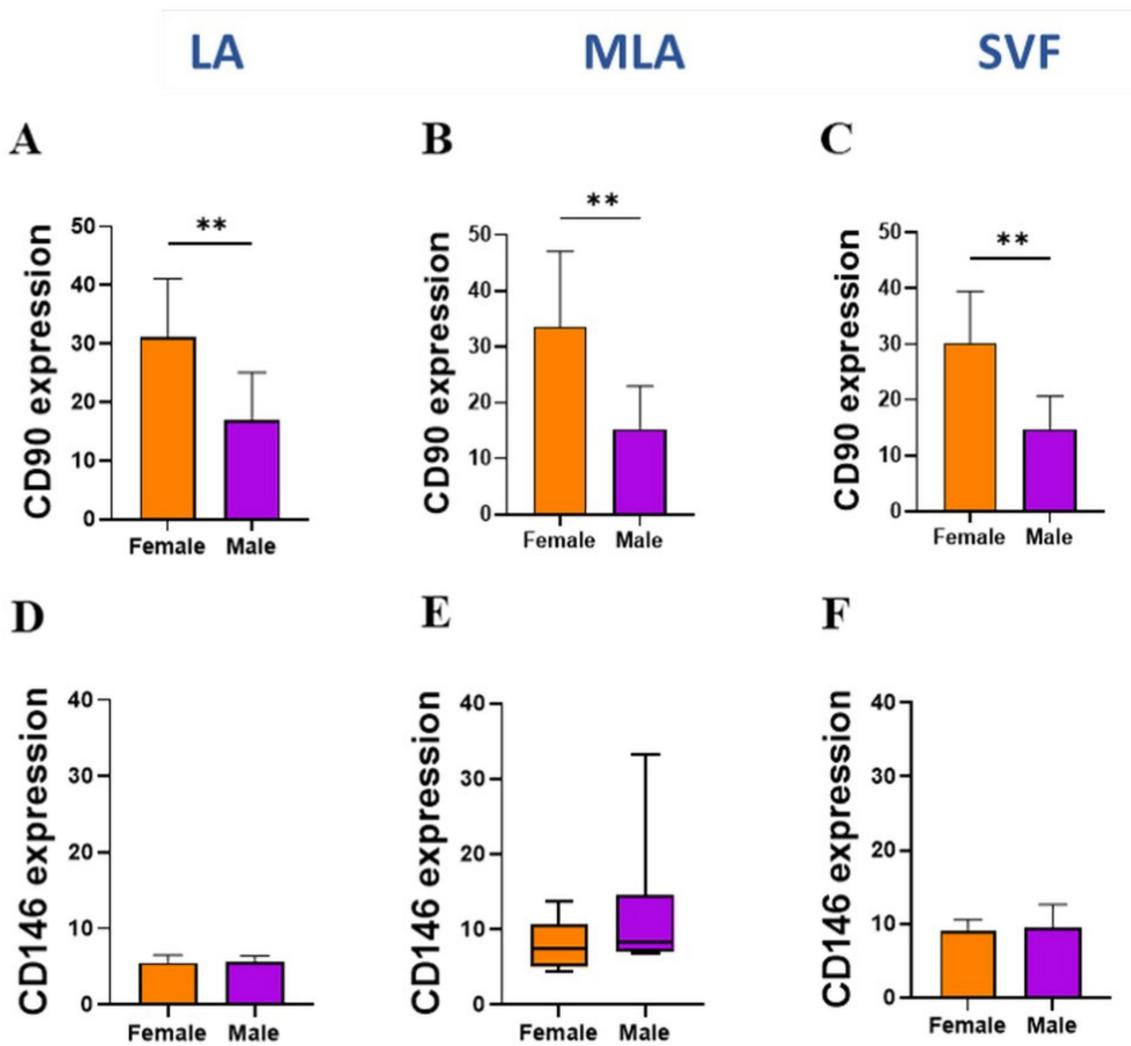 LA MLA SVF
A B C
** ** **
50 50 50
40 40 40
30 30 30
20 20 20
10 10 10
0 0 0
CD90 expression CD90 expression CD90 expression
Female Male Female Male Female Male
D E F
40 40 40
30 30 30
20 20 20
10 10 10
0 0 0
CD146 expression CD146 expression CD146 expression
Female Male Female Male Female Male